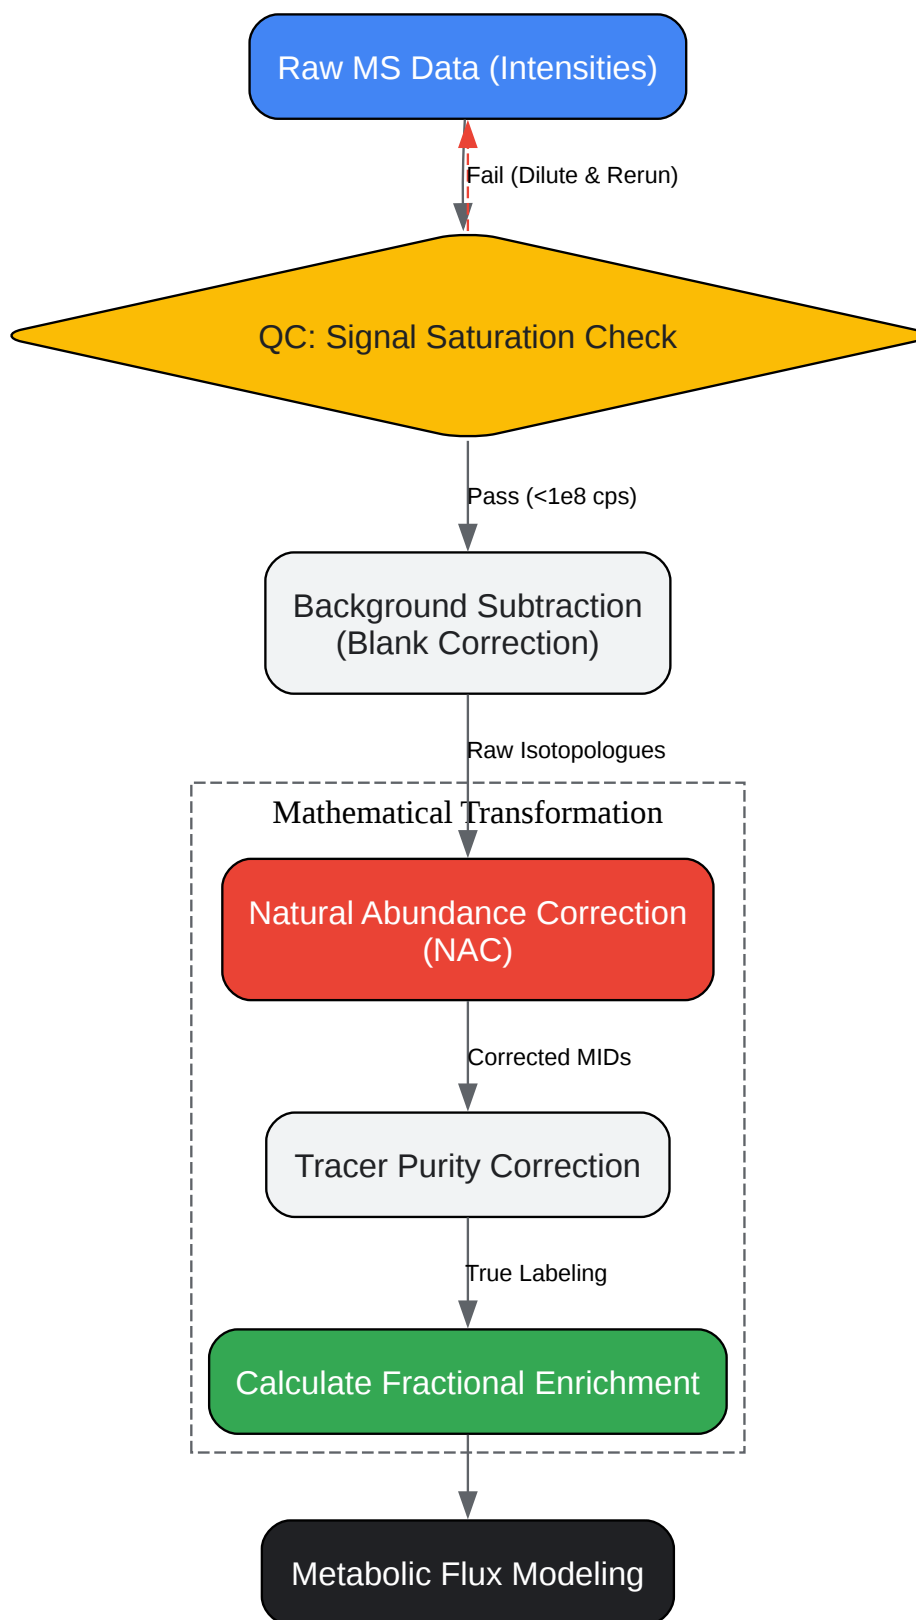 Raw MS Data (Intensities)
Fail (Dilute & Rerun)
QC: Signal Saturation Check
Pass (<1e8 cps)
Background Subtraction
(Blank Correction)
Raw Isotopologues
Mathematical Transformation
Natural Abundance Correction
(NAC)
Corrected MIDs
Tracer Purity Correction
True Labeling
Calculate Fractional Enrichment
Metabolic Flux Modeling